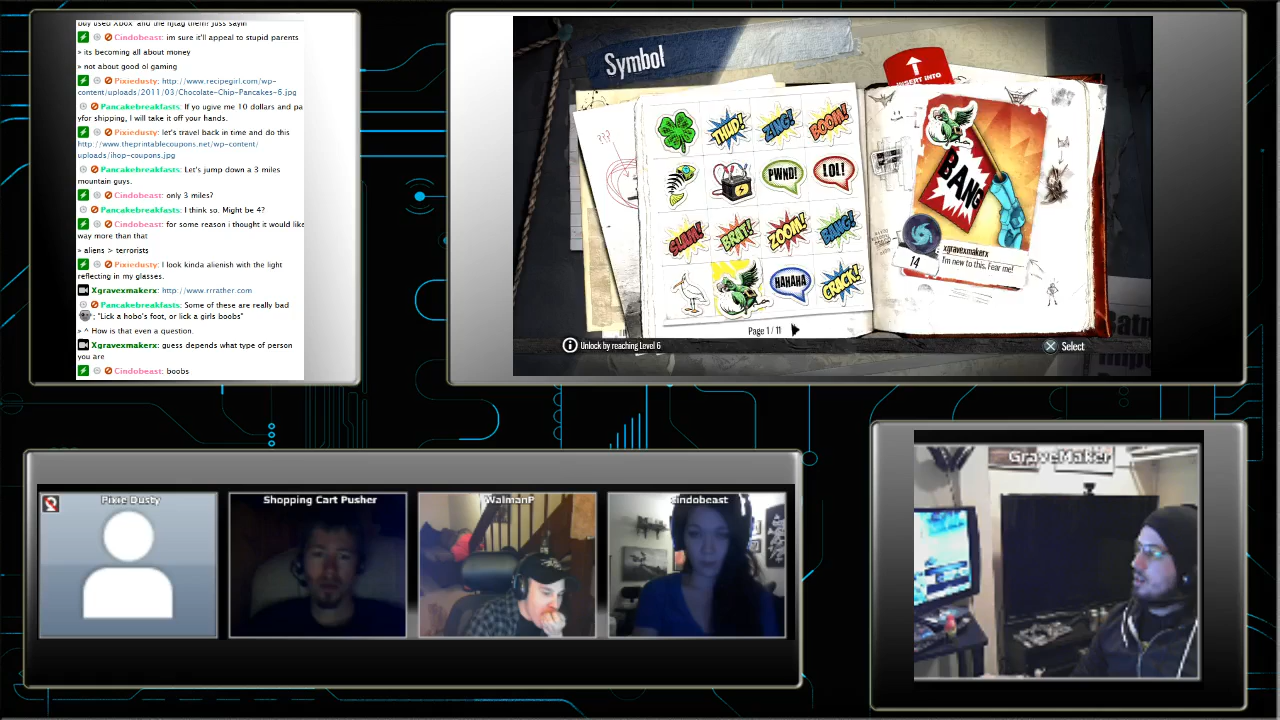 buy used Xbox and the njtag them! juss sayin
Cindobeast: im sure it'll appeal to stupid parents
» its becoming all about money
» not about good ol gaming
Pixiedusty: http://www.recipegirl.com/wp-
content/uploads/2011/03/Chocolate-Chip-Pancakes-6.jpg
Pancakebreakfasts: If yo ugive me 10 dollars and pa
yfor shipping, I will take it off your hands.
Pixiedusty: let's travel back in time and do this
http://www.theprintablecoupons.net/wp-content/
uploads/ihop-coupons.jpg
Pancakebreakfasts: Let's jump down a 3 miles
mountain guys.
Cindobeast: only 3 miles?
Pancakebreakfasts: I think so. Might be 4?
Cindobeast: for some reason i thought it would like
way more than that
» aliens > terrorists
Pixiedusty: I look kinda alienish with the light
reflecting in my glasses.
Xgravexmakerx: http://www.rrrather.com
Pancakebreakfasts: Some of these are really bad
: "Lick a hobo's foot, or lick a girls boobs"
» ^ How is that even a question.
Xgravexmakerx: guess depends what type of person
you are
Cindobeast: boobs
Symbol
INSERT INTO
THUD!
ZING!
BOOM!
PWND!
LOL!
SLAM!
BRAT!
ZOOM!
BANG!
HAHAHA
CRACK!
Page 1 / 11
BANG
14
xgravexmakerx
I'm new to this. Fear me!
Unlock by reaching Level 6
Select
Pixie Dusty
Shopping Cart Pusher
WalmanP
Cindobeast
GraveMaker